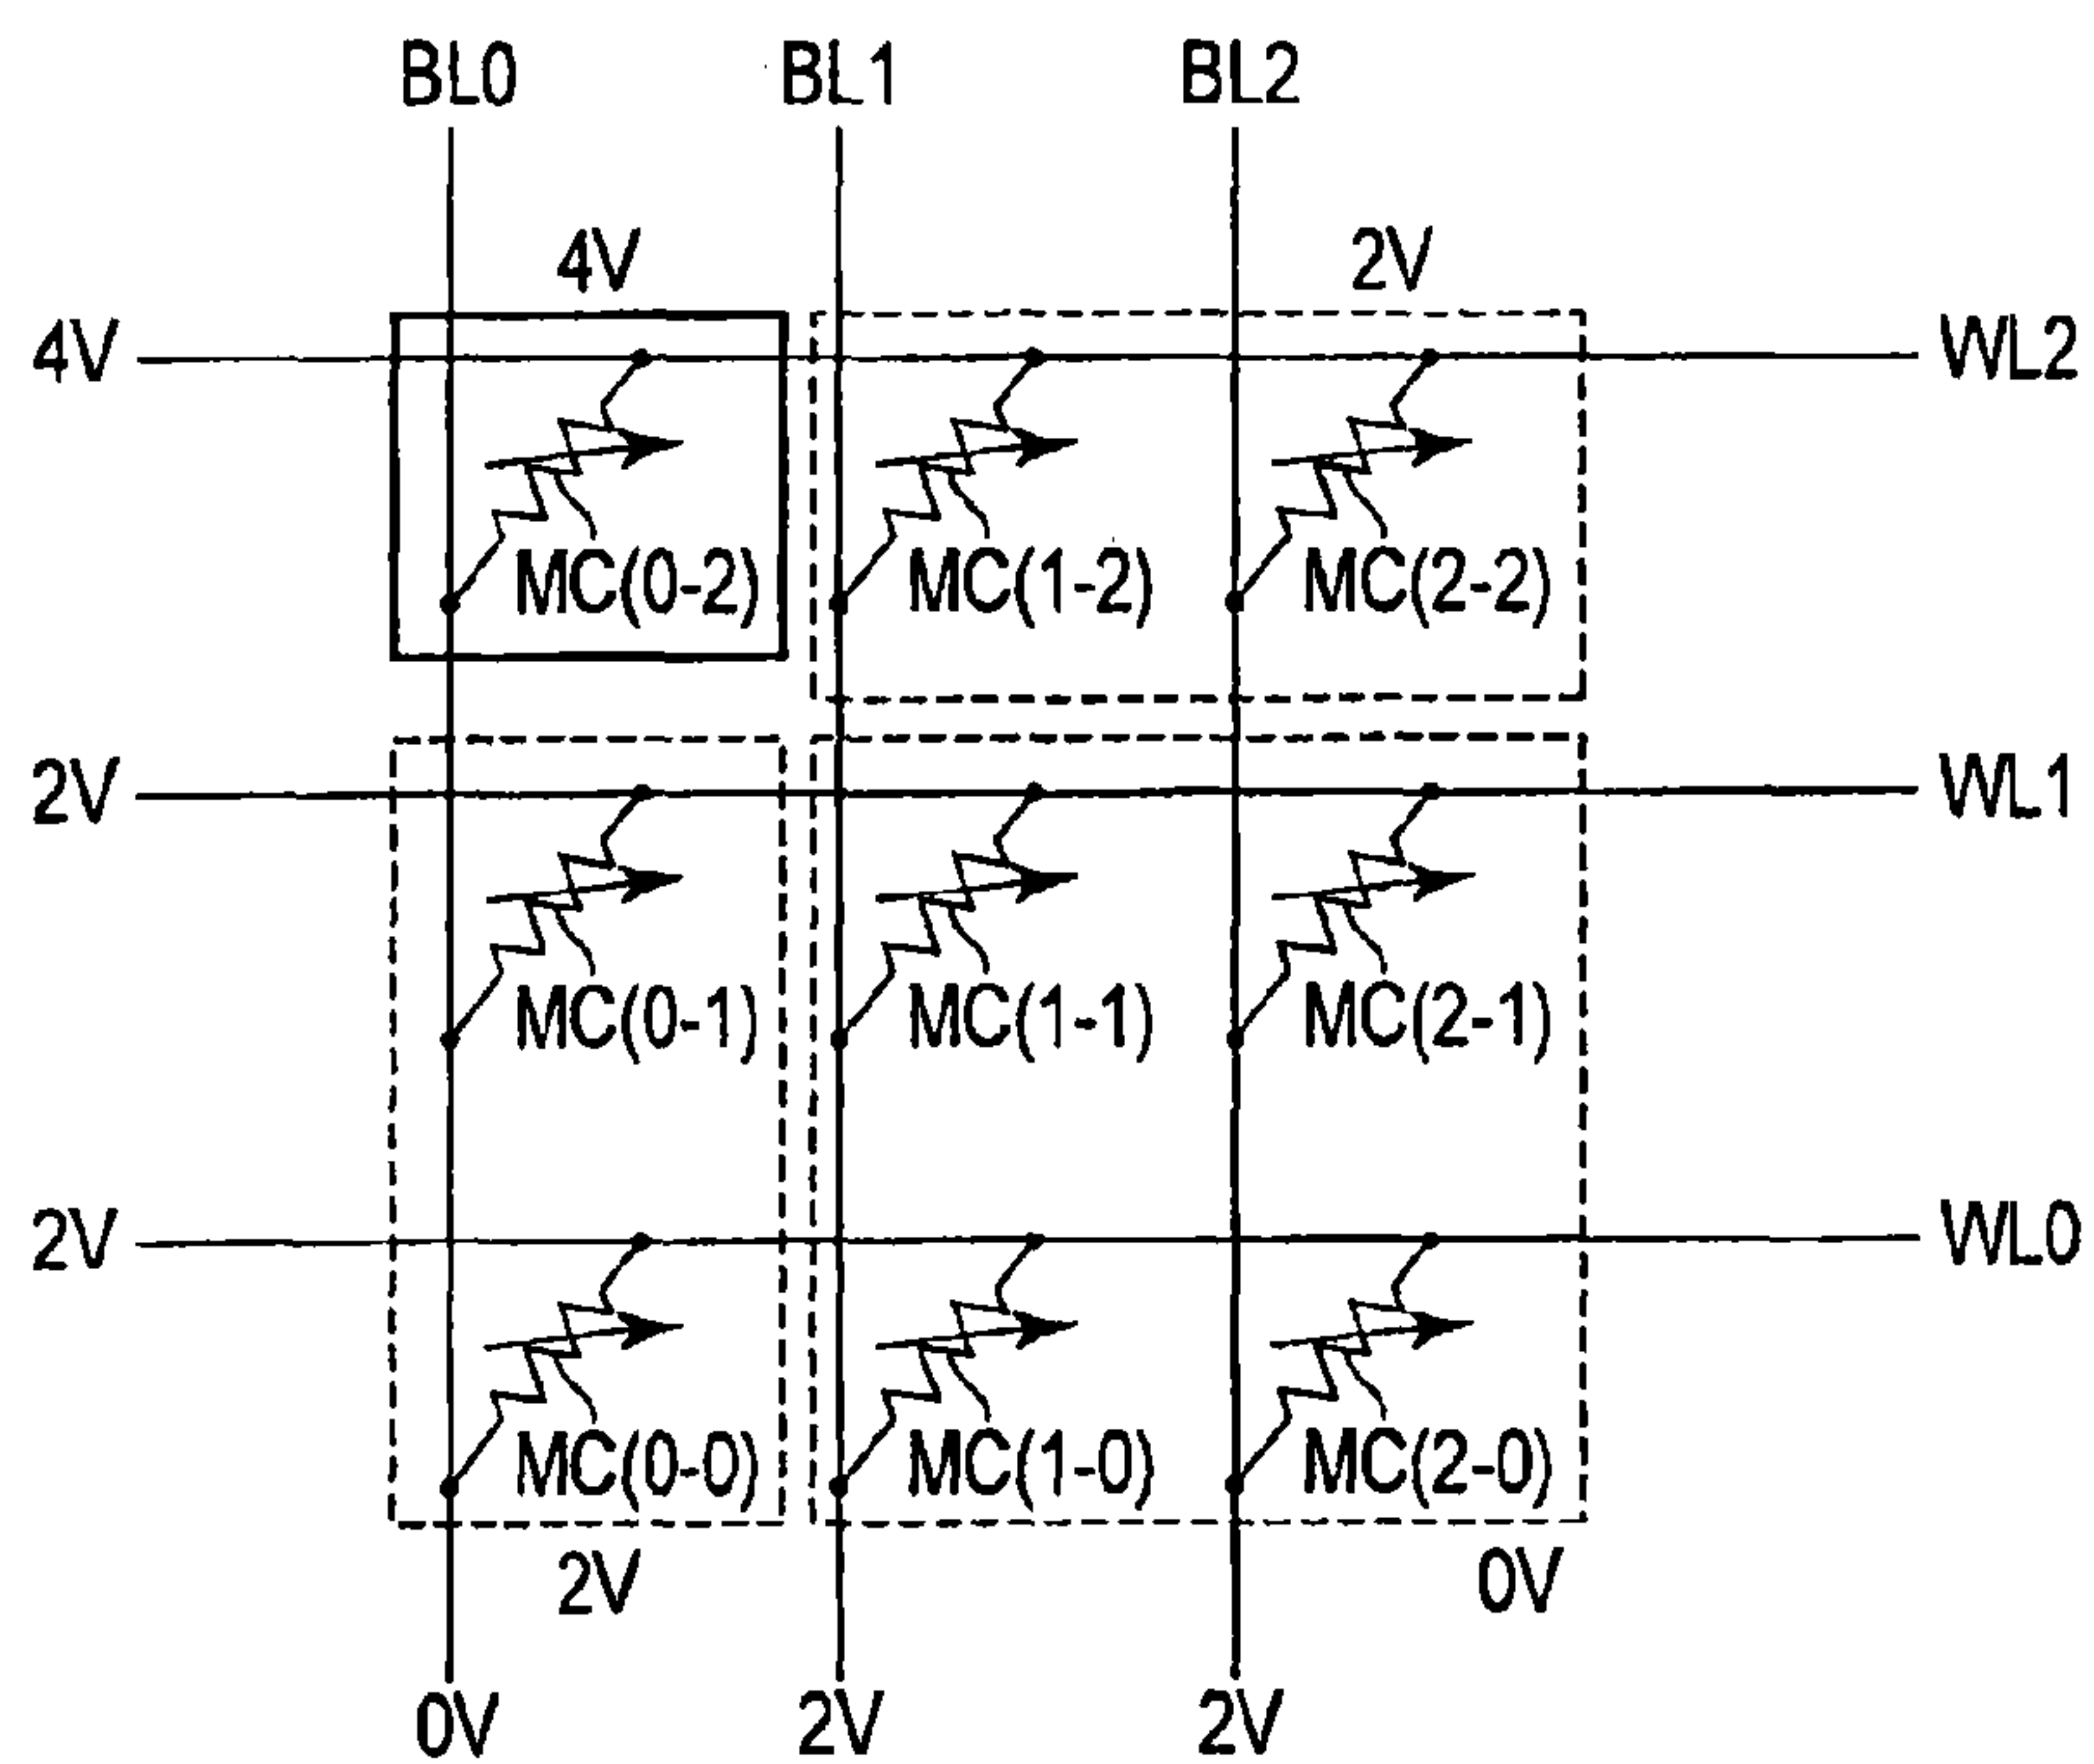 BL0 BL1 BL2
4V 2V
4V WL2
MC(0-2) MC(1-2) MC(2-2)
2V WL1
MC(0-1) MC(1-1) MC(2-1)
2V WL0
MC(0-0) MC(1-0) MC(2-0)
2V 0V
0V 2V 2V